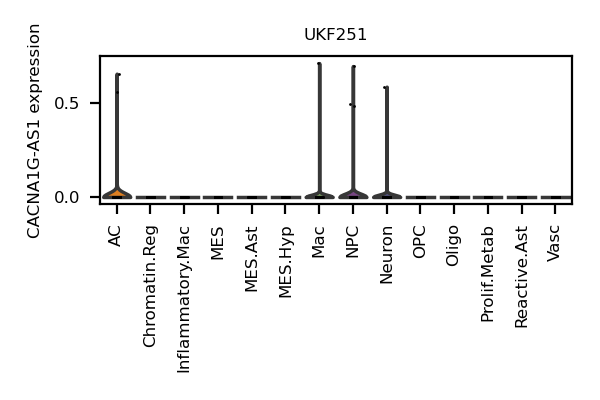 UKF251
CACNA1G-AS1 expression
0.5
0.0
AC
Chromatin.Reg
Inflammatory.Mac
MES
MES.Ast
MES.Hyp
Mac
NPC
Neuron
OPC
Oligo
Prolif.Metab
Reactive.Ast
Vasc